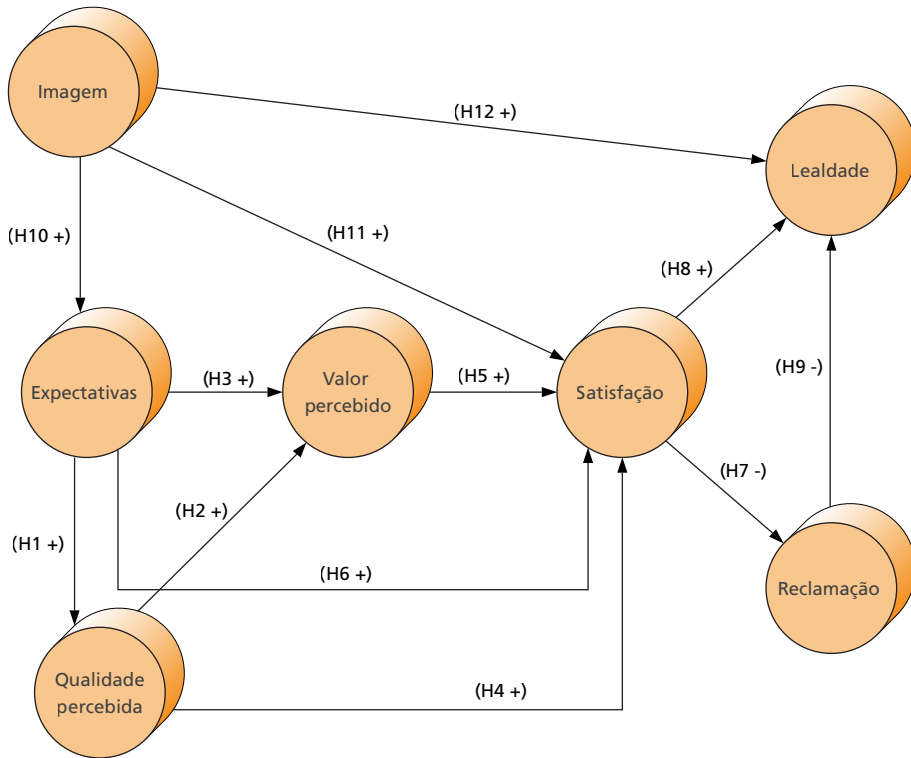 Imagem
(H12 +)
Lealdade
(H10 +)
(H11 +)
(H8 +)
Expectativas
(H3 +)
Valor
percebido
(H5 +)
Satisfação
(H9 -)
(H7 -)
(H2 +)
(H1 +)
(H6 +)
Reclamação
Qualidade
percebida
(H4 +)